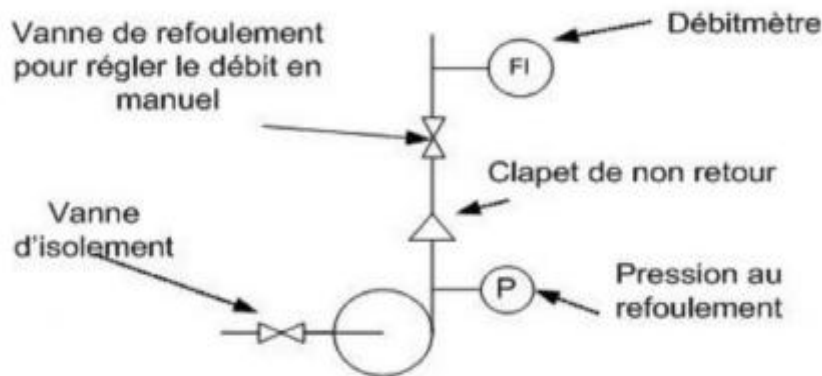 Vanne de refoulement
pour régler le débit en
manuel
Débitmètre
FI
Clapet de non retour
Vanne
d'isolement
P
Pression au
refoulement